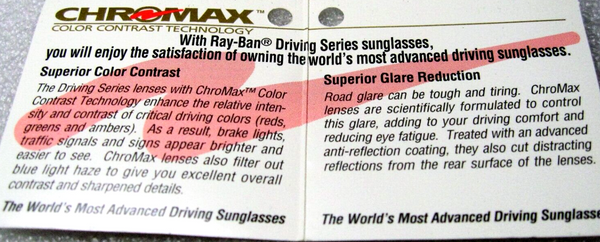 CHROMAX™
COLOR CONTRAST TECHNOLOGY
With Ray-Ban® Driving Series sunglasses,
you will enjoy the satisfaction of owning the world's most advanced driving sunglasses.
Superior Color Contrast
The Driving Series lenses with ChroMax™ Color
Contrast Technology enhance the relative inten-
sity and contrast of critical driving colors (reds,
greens and ambers). As a result, brake lights,
traffic signals and signs appear brighter and
easier to see. ChroMax lenses also filter out
blue light haze to give you excellent overall
contrast and sharpened details.
The World's Most Advanced Driving Sunglasses
Superior Glare Reduction
Road glare can be tough and tiring. ChroMax
lenses are scientifically formulated to control
this glare, adding to your driving comfort and
reducing eye fatigue. Treated with an advanced
anti-reflection coating, they also cut distracting
reflections from the rear surface of the lenses.
The World's Most Advanced Driving Sunglasses